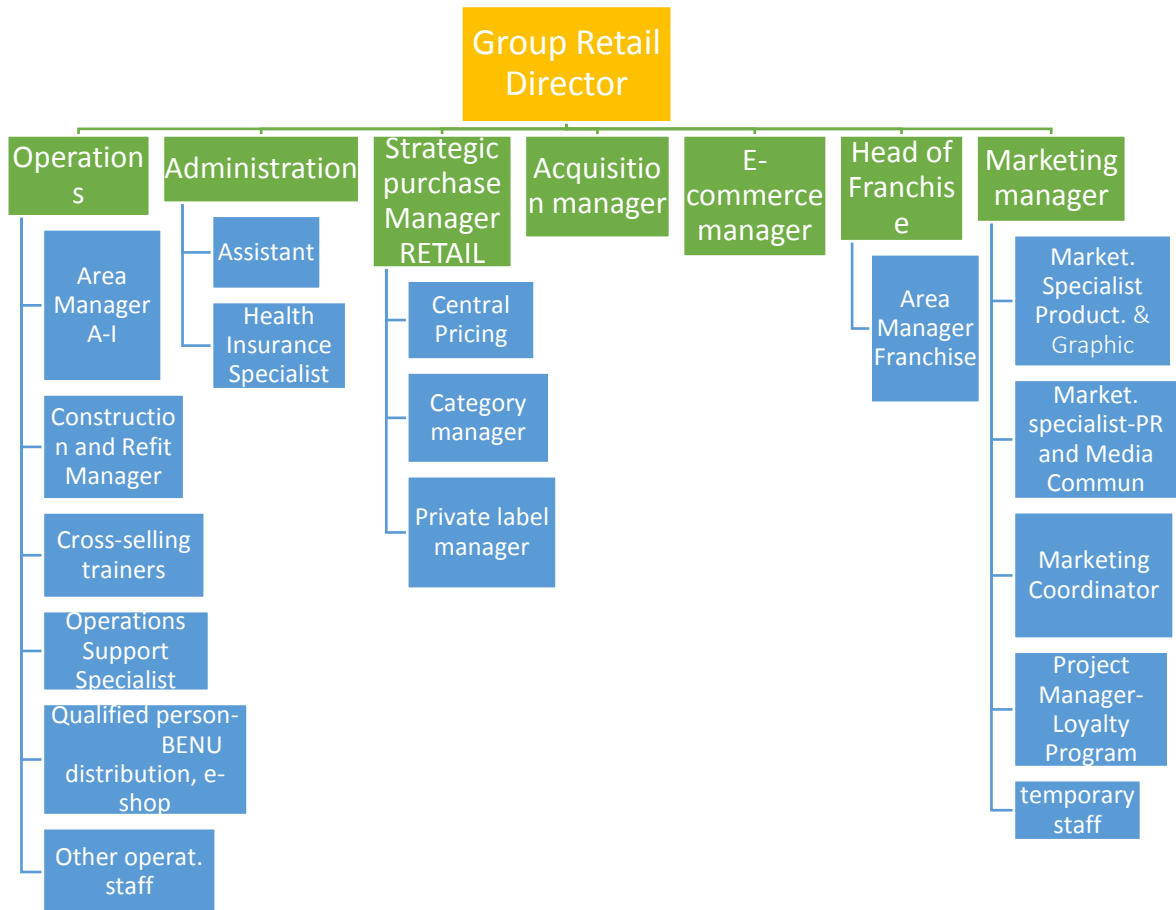 Group Retail
Director
Operation
s
Area
Manager
A-I
Constructio
n and Refit
Manager
Cross-selling
trainers
Operations
Support
Specialist
Qualified person-
BENU
distribution, e-
shop
Other operat.
staff
Administration
Assistant
Health
Insurance
Specialist
Strategic
purchase
Manager
RETAIL
Central
Pricing
Category
manager
Private label
manager
Acquisitio
n manager
E-
commerce
manager
Head of
Franchis
e
Area
Manager
Franchise
Marketing
manager
Market.
Specialist
Product. &
Graphic
Market.
specialist-PR
and Media
Commun
Marketing
Coordinator
Project
Manager-
Loyalty
Program
temporary
staff